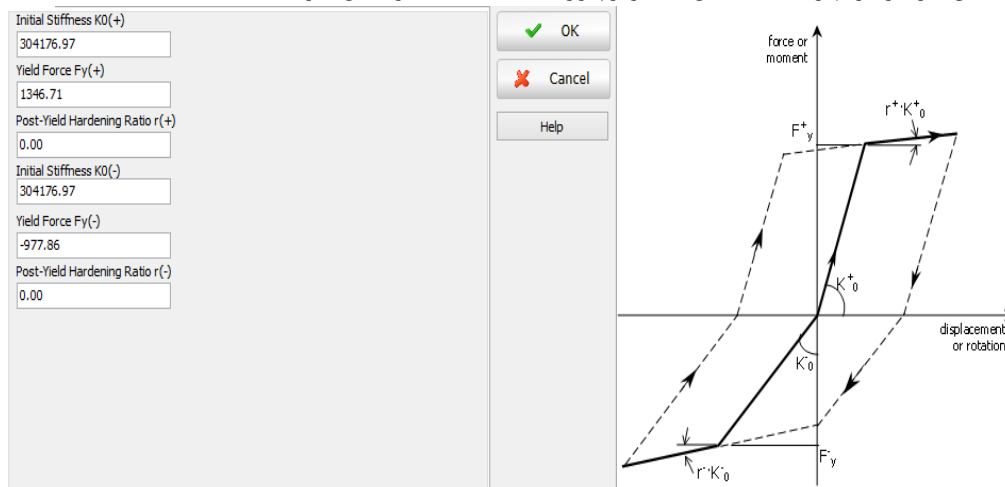 Initial Stiffness K0(+)
304176.97
Yield Force Fy(+)
1346.71
Post-Yield Hardening Ratio r(+)
0.00
Initial Stiffness K0(-)
304176.97
Yield Force Fy(-)
-977.86
Post-Yield Hardening Ratio r(-)
0.00
OK
Cancel
Help
force or
moment
r⁺·K⁺₀
F⁺y
K⁺₀
displacement
or rotation
K⁻₀
F⁻y
r⁻·K⁻₀